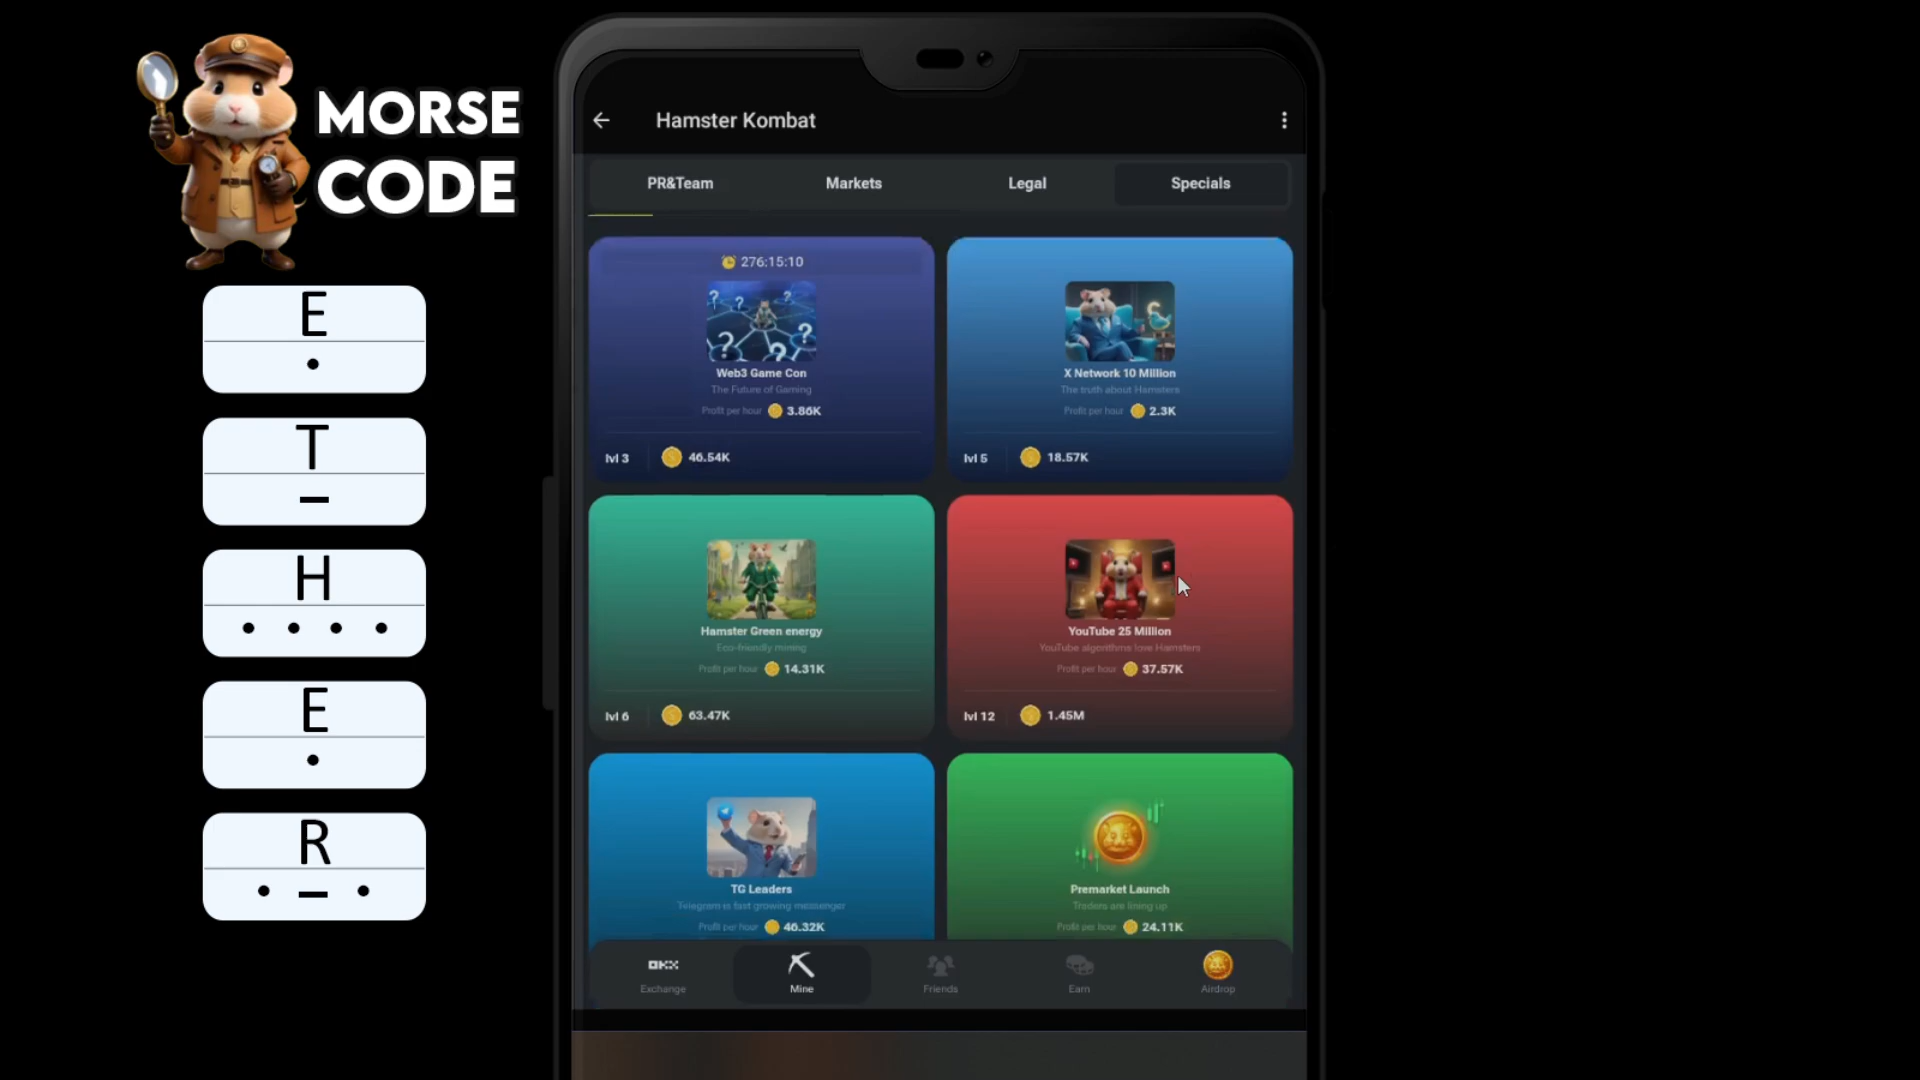 MORSE
CODE
E
T
H
E
R
Hamster Kombat
PR&Team
Markets
Legal
Specials
276:15:10
Web3 Game Con
The Future of Gaming
Profit per hour 3.86K
lvl 3
46.54K
X Network 10 Million
The truth about Hamsters
Profit per hour 2.3K
lvl 5
18.57K
Hamster Green energy
Eco-friendly mining
Profit per hour 14.31K
lvl 6
63.47K
YouTube 25 Million
YouTube algorithms love Hamsters
Profit per hour 37.57K
lvl 12
1.45M
TG Leaders
Telegram is fast growing messenger
Profit per hour 46.32K
Premarket Launch
Traders are lining up
Profit per hour 24.11K
OKX
Exchange
Mine
Friends
Earn
Airdrop